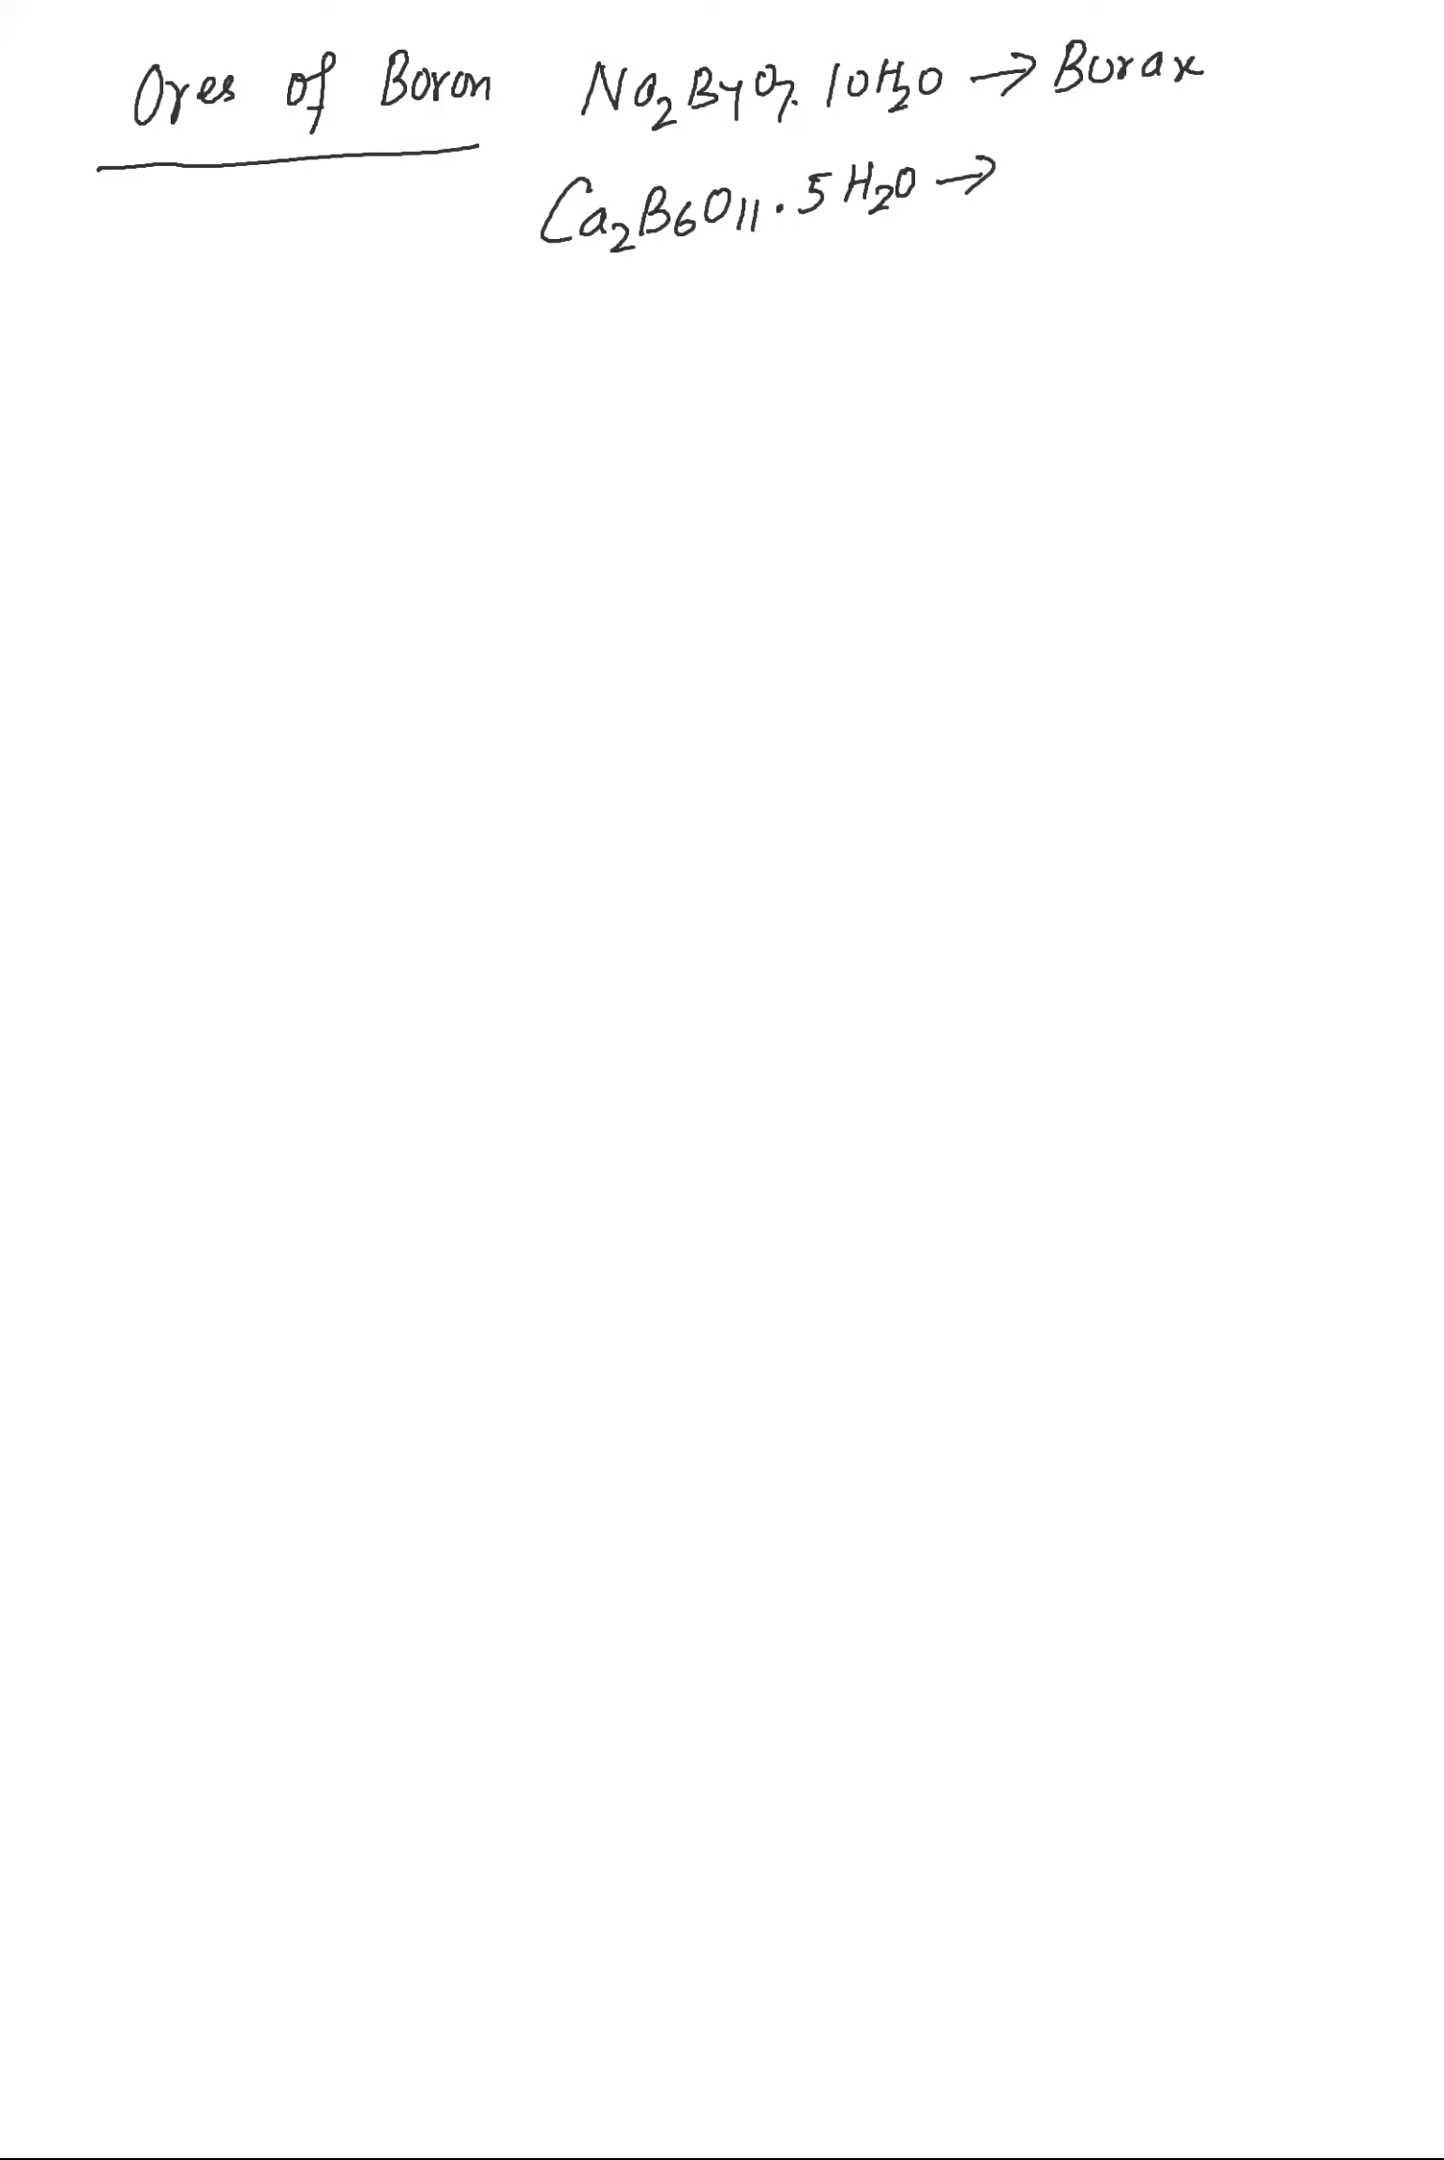 Ores of Boron Na₂B₄O₇. 10H₂O → Borax
Ca₂B₆O₁₁. 5H₂O →